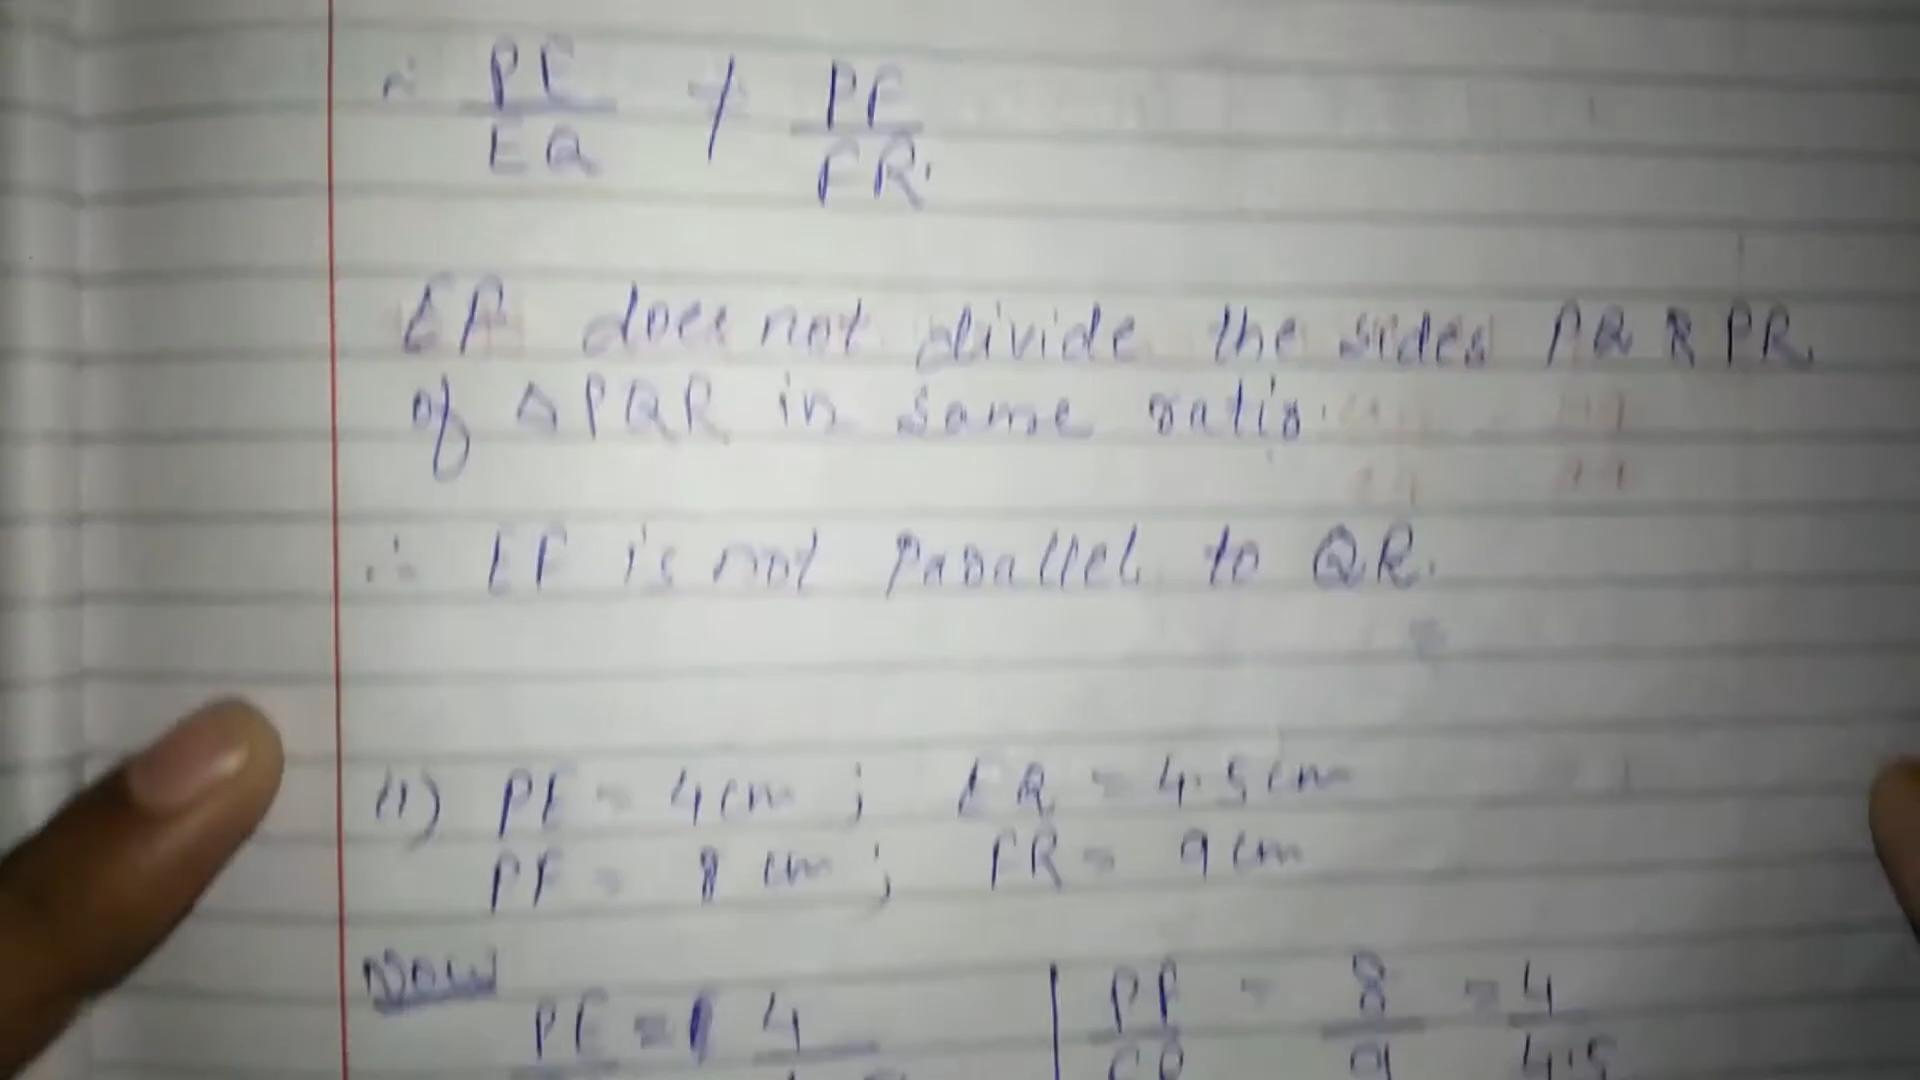 ∴ PE/EQ ≠ PF/FR.
EF does not divide the sides PQ & PR
of △PQR in same ratio.
∴ EF is not parallel to QR.
(ii) PE = 4cm ; EQ = 4.5cm
PF = 8 cm ; FR = 9cm
Now
PE = 4 | PF/FR = 8/9 = 4/4.5